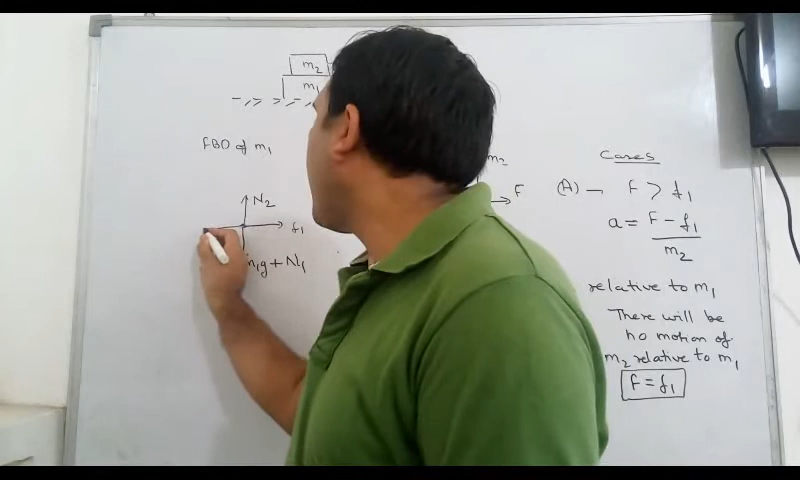 m2
m1
FBD of m1
N2
f1
m1g + N1
m2
F
Cases
(A) – F > f1
a = F - f1
m2
relative to m1
There will be
no motion of
m2 relative to m1
F = f1